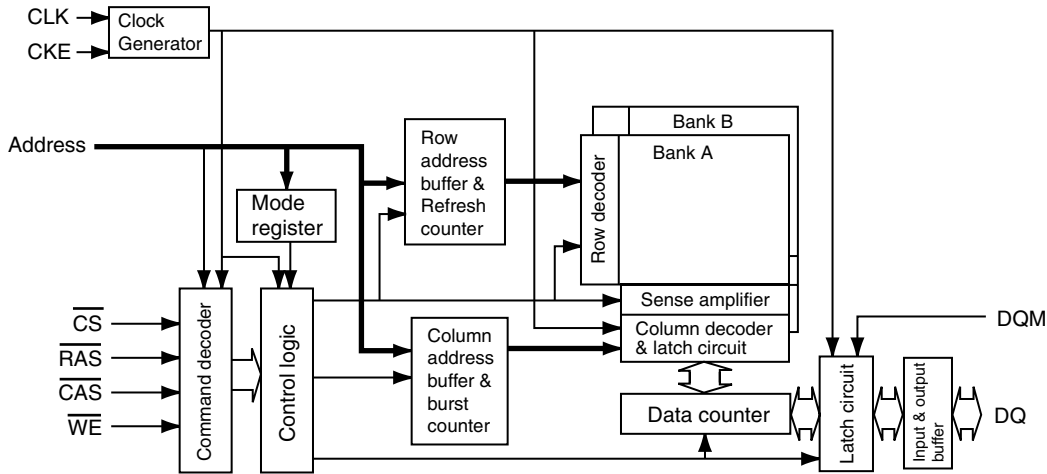 CLK
CKE
Clock
Generator
Address
Row
address
buffer &
Refresh
counter
Bank B
Bank A
Row decoder
Mode
register
Sense amplifier
Column decoder
& latch circuit
CS
RAS
CAS
WE
Command decoder
Control logic
Column
address
buffer &
burst
counter
Data counter
Latch circuit
Input & output
buffer
DQM
DQ